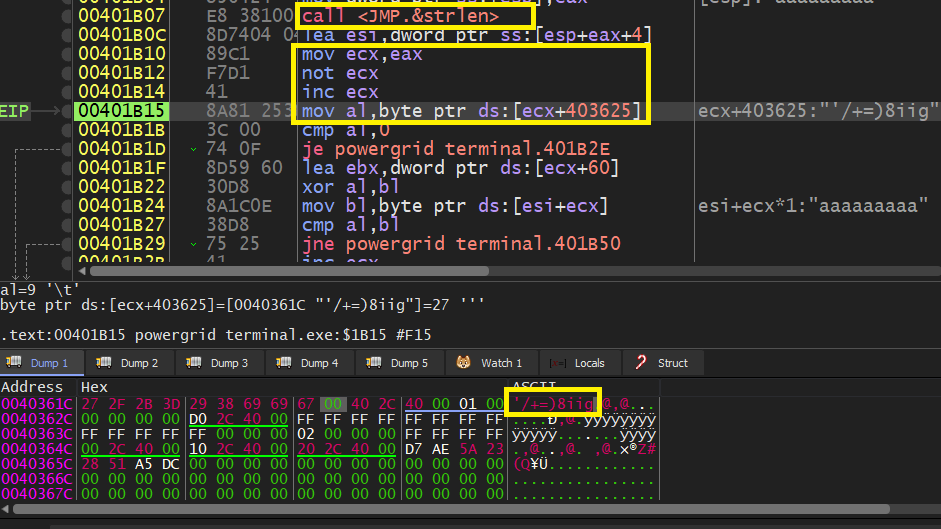 00401B07 E8 38100 call <JMP.&strlen>
00401B0C 8D7404 04 lea esi,dword ptr ss:[esp+eax+4]
00401B10 89C1 mov ecx,eax
00401B12 F7D1 not ecx
00401B14 41 inc ecx
EIP 00401B15 8A81 253 mov al,byte ptr ds:[ecx+403625] ecx+403625:"'/+=)8iig"
00401B1B 3C 00 cmp al,0
00401B1D 74 0F je powergrid terminal.401B2E
00401B1F 8D59 60 lea ebx,dword ptr ds:[ecx+60]
00401B22 30D8 xor al,bl
00401B24 8A1C0E mov bl,byte ptr ds:[esi+ecx] esi+ecx*1:"aaaaaaaaa"
00401B27 38D8 cmp al,bl
00401B29 75 25 jne powergrid terminal.401B50
al=9 '\t'
byte ptr ds:[ecx+403625]=[0040361C "'/+=)8iig"]=27 '''
.text:00401B15 powergrid terminal.exe:$1B15 #F15
Dump 1 Dump 2 Dump 3 Dump 4 Dump 5 Watch 1 Locals Struct
Address Hex ASCII
0040361C 27 2F 2B 3D 29 38 69 69 67 00 40 2C 40 00 01 00 '/+=)8iig.@,@...
0040362C 00 00 00 00 D0 2C 40 00 FF FF FF FF FF FF FF FF ....Ð,@.ÿÿÿÿÿÿÿÿ
0040363C FF FF FF FF FF 00 00 00 02 00 00 00 FF FF FF FF
0040364C 00 2C 40 00 10 2C 40 00 20 2C 40 00 D7 AE 5A 23 .,@..,@. ,@.×®Z#
0040365C 28 51 A5 DC 00 00 00 00 00 00 00 00 00 00 00 00 (Q¥Ü............
0040366C 00 00 00 00 00 00 00 00 00 00 00 00 00 00 00 00 ................
0040367C 00 00 00 00 00 00 00 00 00 00 00 00 00 00 00 00 ................